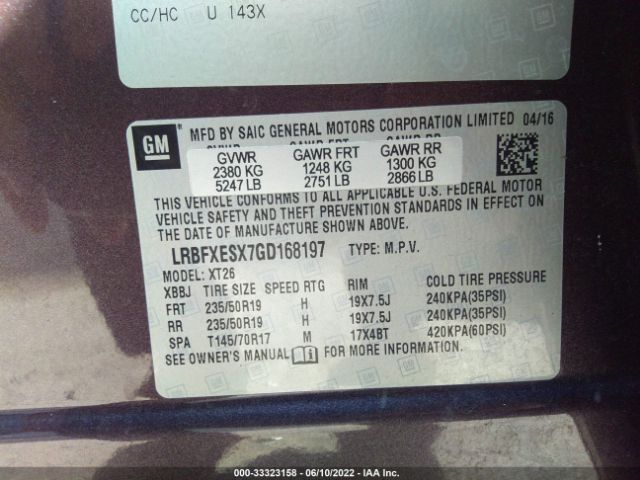 CC/HC U 143X
GM
MFD BY SAIC GENERAL MOTORS CORPORATION LIMITED 04/16
GVWR GAWR FRT GAWR RR
2380 KG 1248 KG 1300 KG
5247 LB 2751 LB 2866 LB
THIS VEHICLE CONFORMS TO ALL APPLICABLE U.S. FEDERAL MOTOR
VEHICLE SAFETY AND THEFT PREVENTION STANDARDS IN EFFECT ON
THE DATE OF MANUFACTURE SHOWN ABOVE.
LRBFXESX7GD168197 TYPE: M.P.V.
MODEL: XT26
XBBJ TIRE SIZE SPEED RTG RIM COLD TIRE PRESSURE
FRT 235/50R19 H 19X7.5J 240KPA(35PSI)
RR 235/50R19 H 19X7.5J 240KPA(35PSI)
SPA T145/70R17 M 17X4BT 420KPA(60PSI)
SEE OWNER'S MANUAL FOR MORE INFORMATION.
000-33323158 - 06/10/2022 - IAA Inc.